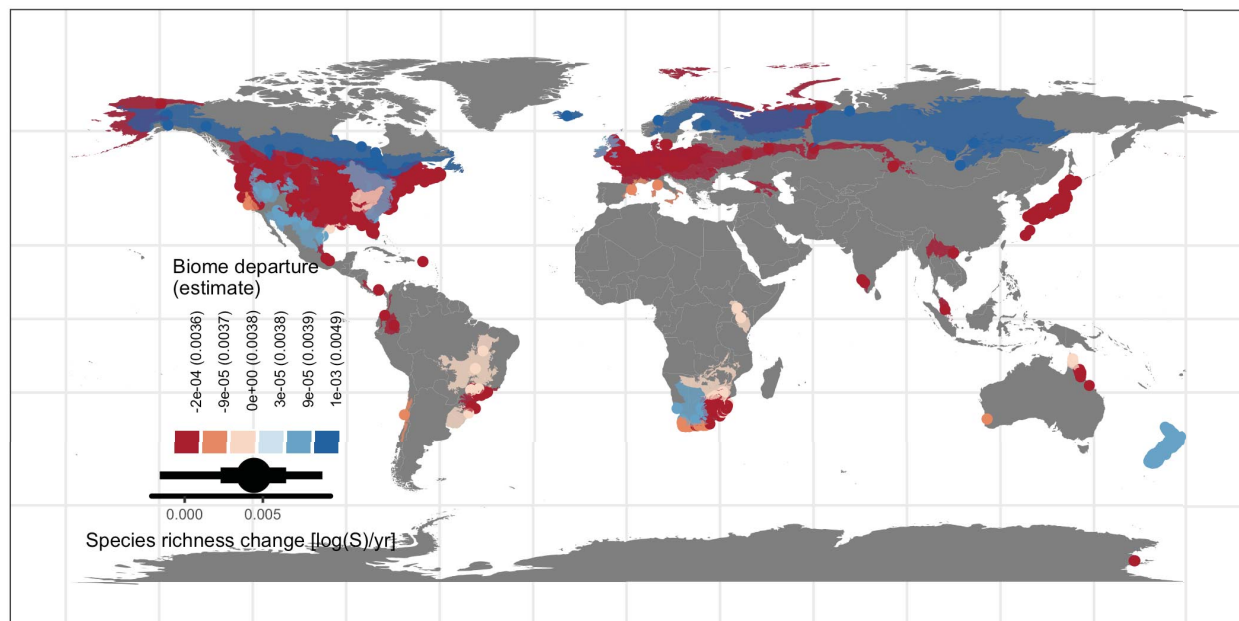 Biome departure
(estimate)
-2e-04 (0.0036)
-9e-05 (0.0037)
0e+00 (0.0038)
3e-05 (0.0038)
9e-05 (0.0039)
1e-03 (0.0049)
0.000 0.005
Species richness change [log(S)/yr]